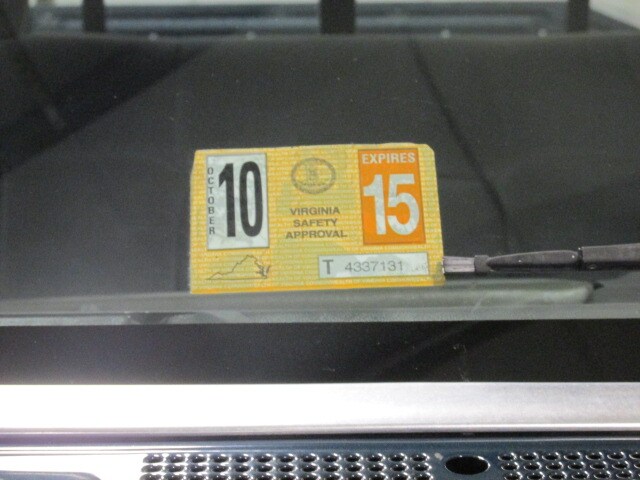 OCTOBER
10
EXPIRES
15
VIRGINIA
SAFETY
APPROVAL
T 4337131